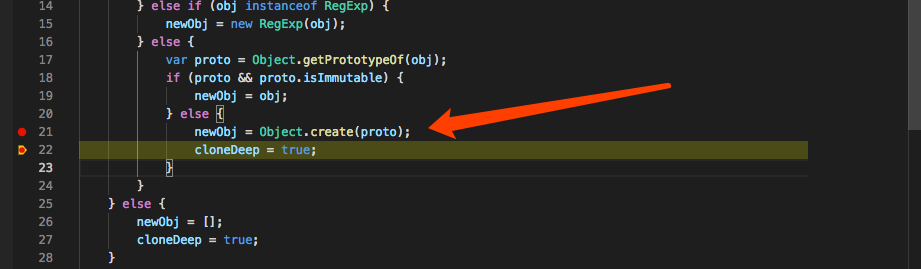 14 } else if (obj instanceof RegExp) {
15 newObj = new RegExp(obj);
16 } else {
17 var proto = Object.getPrototypeOf(obj);
18 if (proto && proto.isImmutable) {
19 newObj = obj;
20 } else {
21 newObj = Object.create(proto);
22 cloneDeep = true;
23 }
24 }
25 } else {
26 newObj = [];
27 cloneDeep = true;
28 }